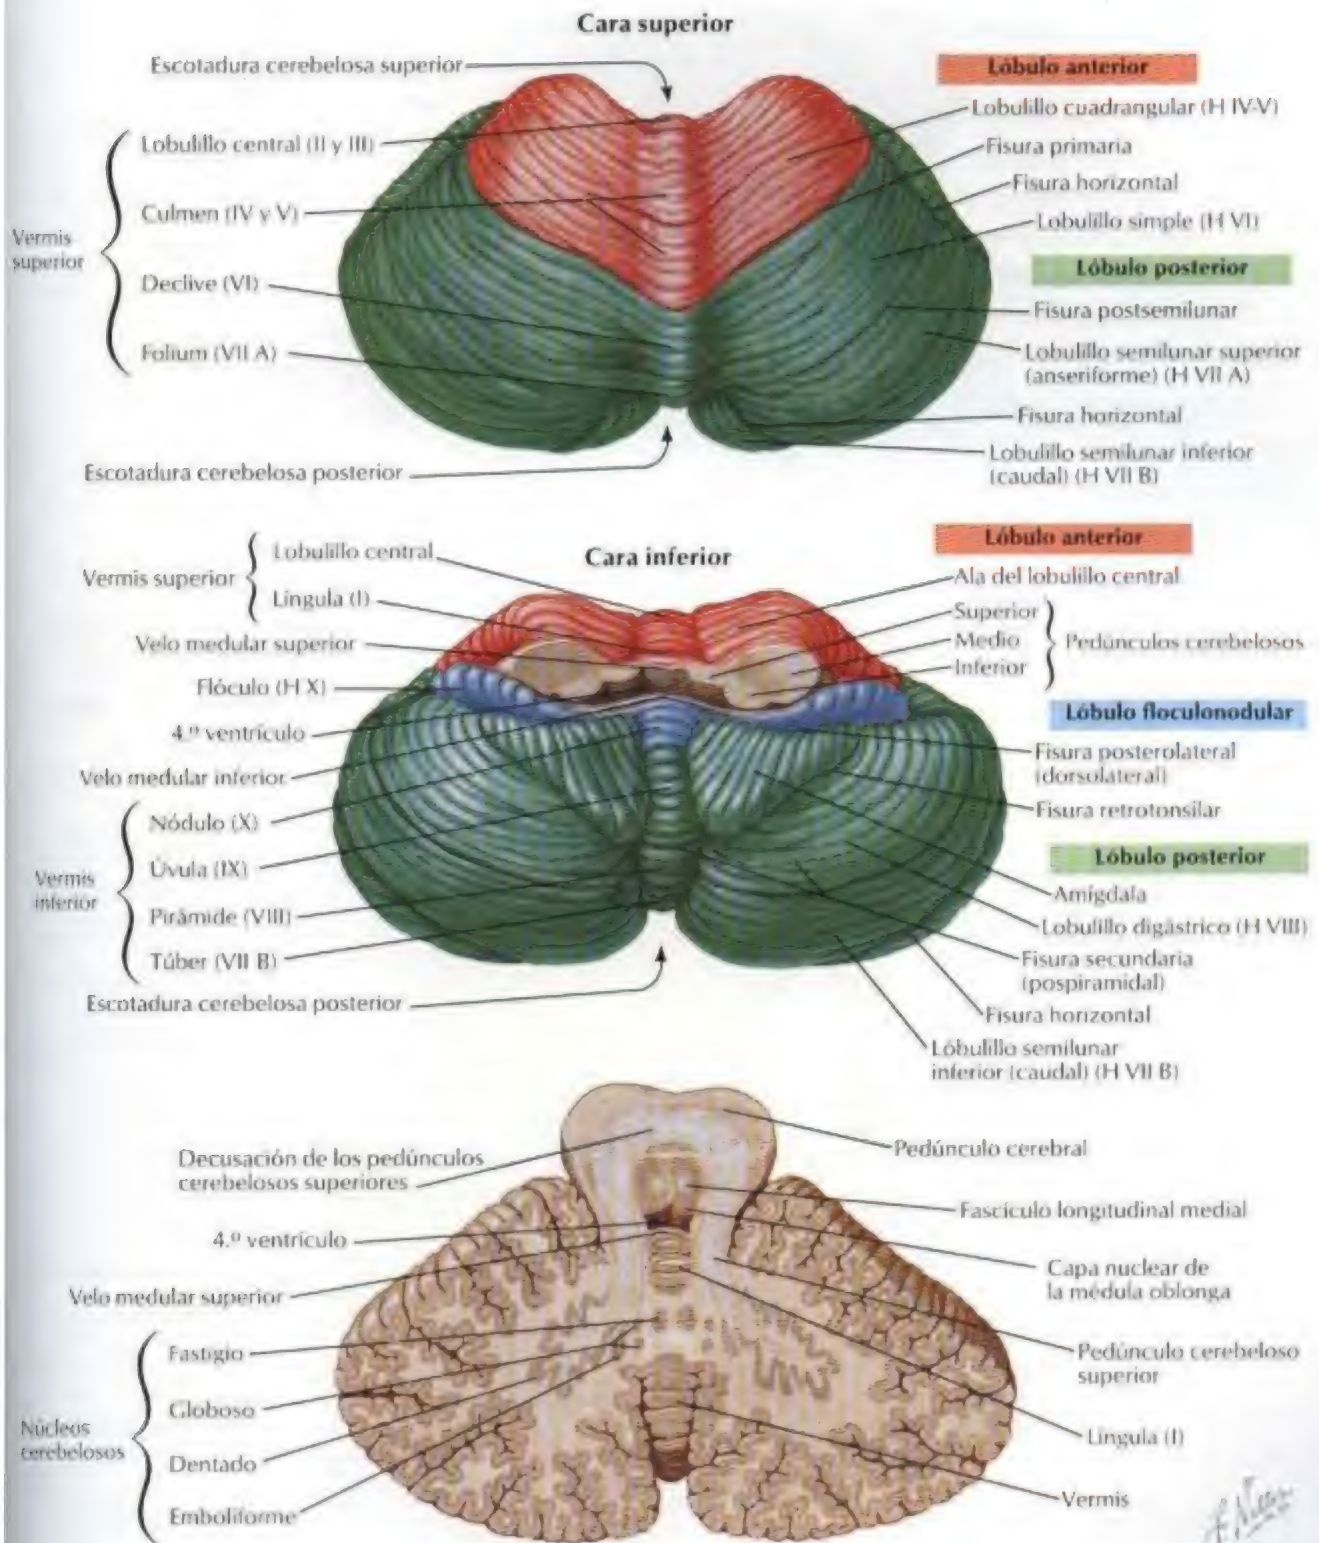 Cara superior
Escotadura cerebelosa superior
Vermis
superior
Lobulillo central (II y III)
Culmen (IV y V)
Declive (VI)
Folium (VII A)
Escotadura cerebelosa posterior
Lóbulo anterior
Lobulillo cuadrangular (H IV-V)
Fisura primaria
Fisura horizontal
Lobulillo simple (H VI)
Lóbulo posterior
Fisura postsemilunar
Lobulillo semilunar superior
(anseriforme) (H VII A)
Fisura horizontal
Lobulillo semilunar inferior
(caudal) (H VII B)
Cara inferior
Vermis superior
Lobulillo central
Língula (I)
Velo medular superior
Flóculo (H X)
4.º ventrículo
Velo medular inferior
Vermis
inferior
Nódulo (X)
Úvula (IX)
Pirámide (VIII)
Túber (VII B)
Escotadura cerebelosa posterior
Lóbulo anterior
Ala del lobulillo central
Superior
Medio
Inferior
Pedúnculos cerebelosos
Lóbulo floculonodular
Fisura posterolateral
(dorsolateral)
Fisura retrotonsilar
Lóbulo posterior
Amígdala
Lobulillo digástrico (H VIII)
Fisura secundaria
(pospiramidal)
Fisura horizontal
Lóbulillo semilunar
inferior (caudal) (H VII B)
Decusación de los pedúnculos
cerebelosos superiores
4.º ventrículo
Velo medular superior
Núcleos
cerebelosos
Fastigio
Globoso
Dentado
Emboliforme
Pedúnculo cerebral
Fascículo longitudinal medial
Capa nuclear de
la médula oblonga
Pedúnculo cerebeloso
superior
Língula (I)
Vermis
F. Netter